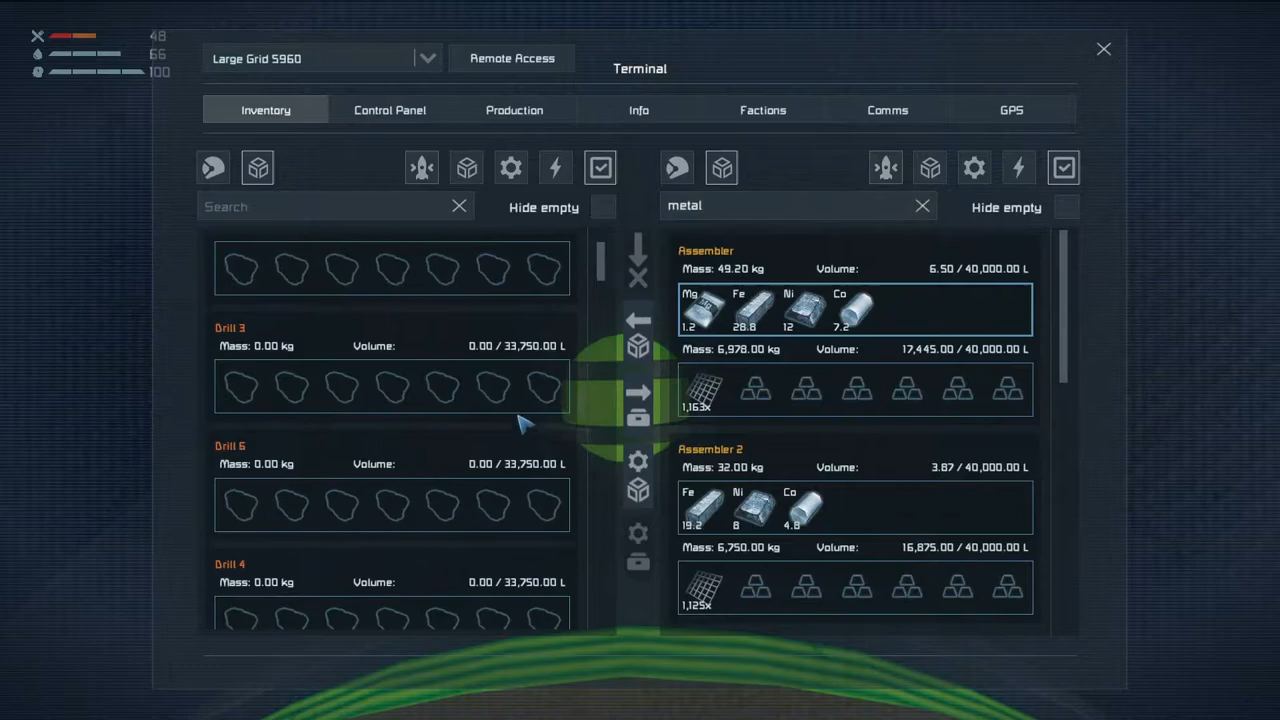 48
66
100
Large Grid 5960
Remote Access
Terminal
Inventory
Control Panel
Production
Info
Factions
Comms
GPS
Search
Hide empty
Drill 3
Mass: 0.00 kg Volume: 0.00 / 33,750.00 L
Drill 6
Mass: 0.00 kg Volume: 0.00 / 33,750.00 L
Drill 4
Mass: 0.00 kg Volume: 0.00 / 33,750.00 L
metal
Hide empty
Assembler
Mass: 49.20 kg Volume: 6.50 / 40,000.00 L
Mg Fe Ni Co
1.2 28.8 12 7.2
Mass: 6,978.00 kg Volume: 17,445.00 / 40,000.00 L
1,163x
Assembler 2
Mass: 32.00 kg Volume: 3.87 / 40,000.00 L
Fe Ni Co
19.2 8 4.8
Mass: 6,750.00 kg Volume: 16,875.00 / 40,000.00 L
1,125x